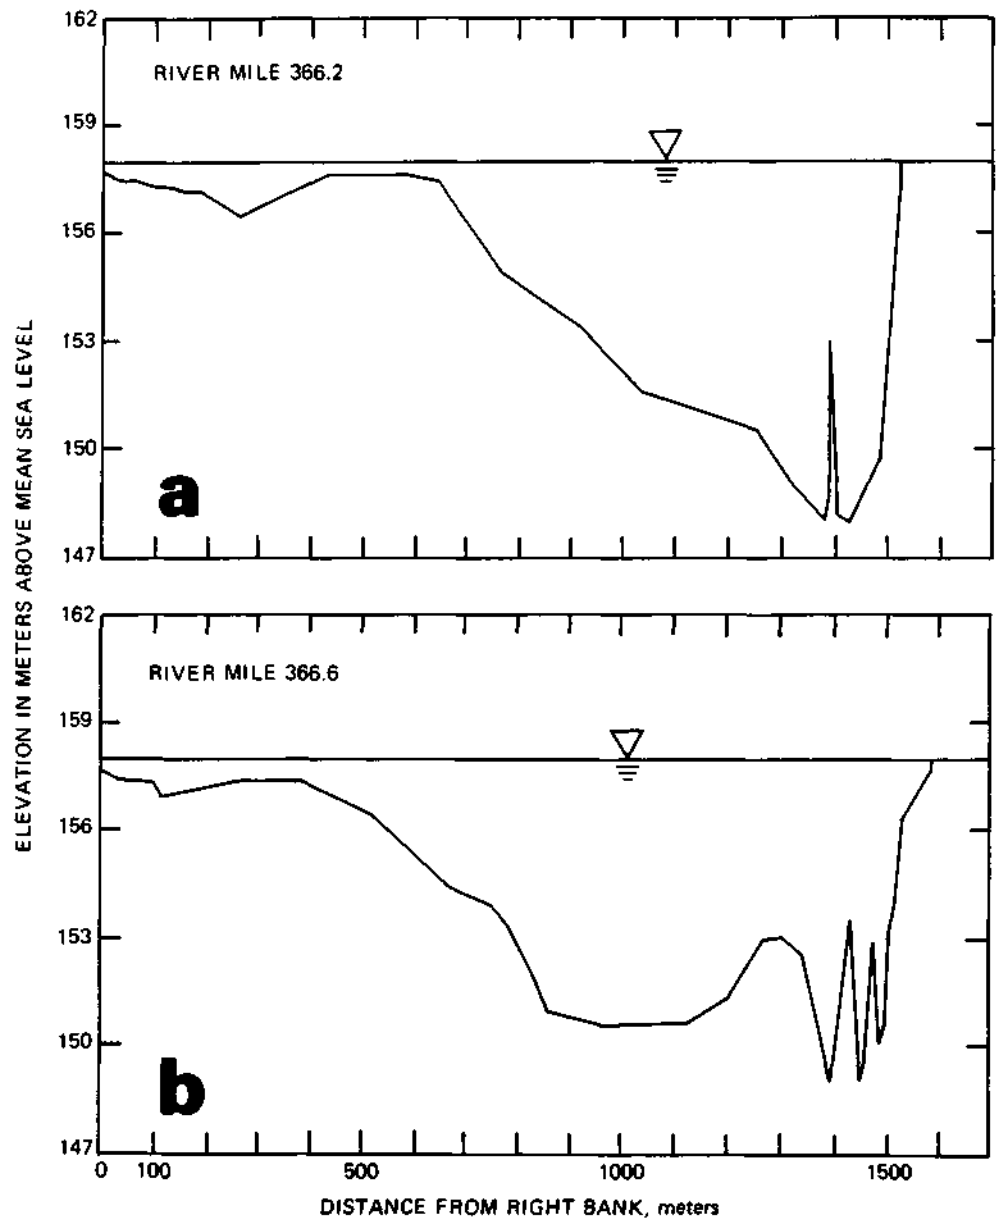 162
RIVER MILE 366.2
159
156
153
150
a
147
ELEVATION IN METERS ABOVE MEAN SEA LEVEL
162
RIVER MILE 366.6
159
156
153
150
b
147
0 100 500 1000 1500
DISTANCE FROM RIGHT BANK, meters